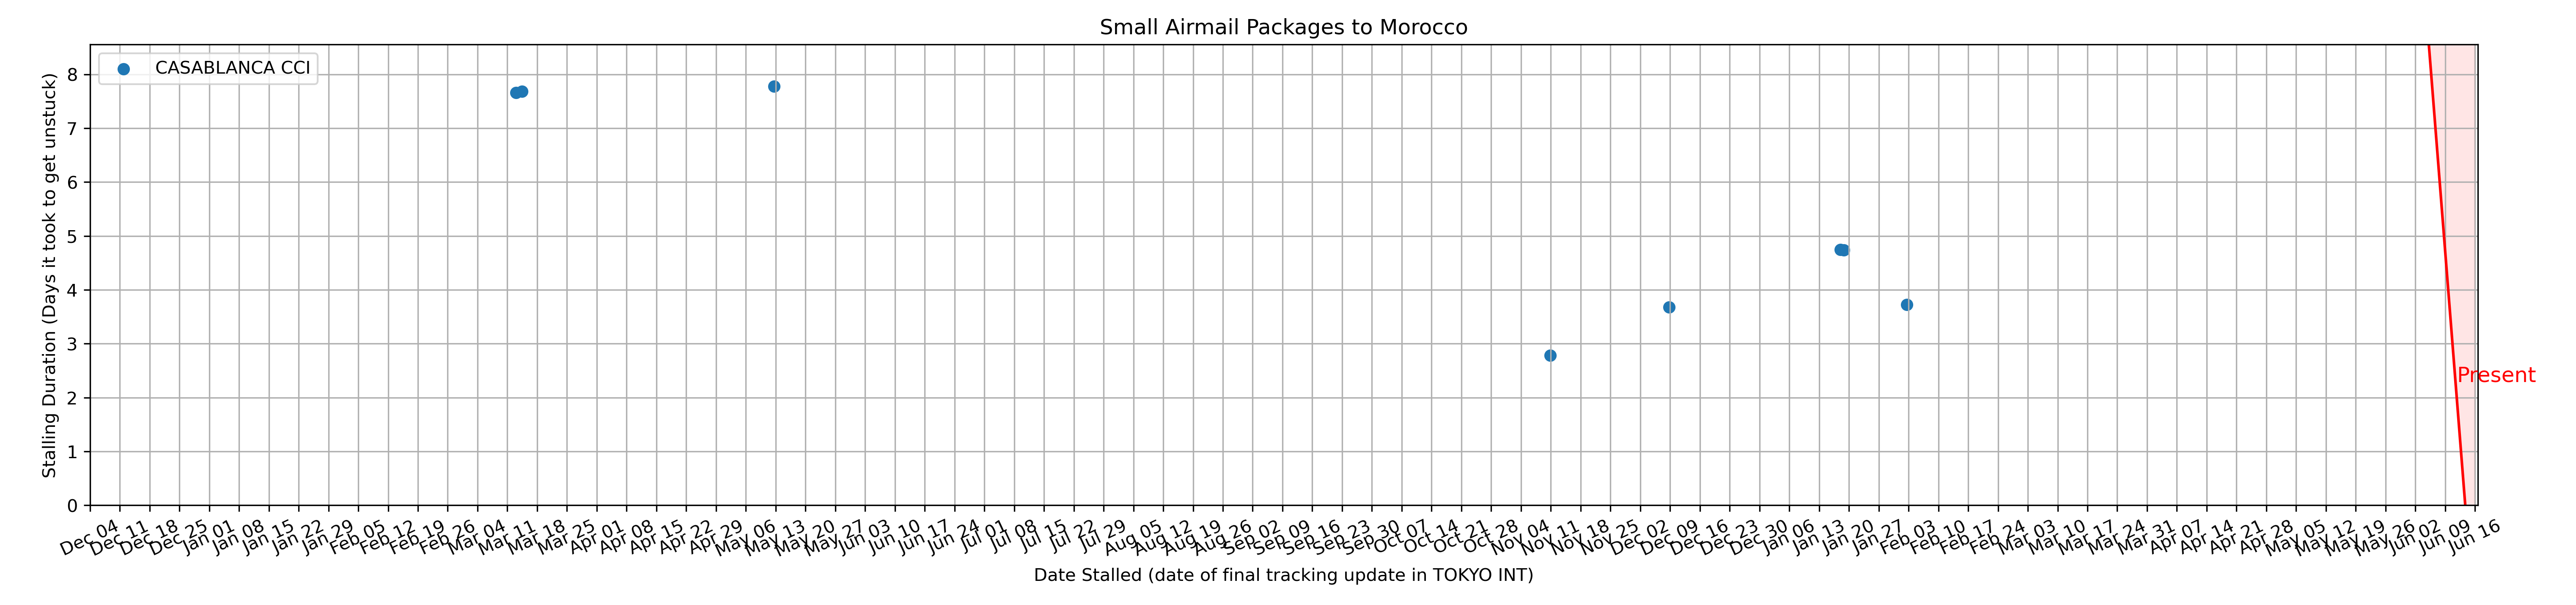 Small Airmail Packages to Morocco
CASABLANCA CCI
Stalling Duration (Days it took to get unstuck)
8
7
6
5
4
3
2
1
0
Present
Dec 04
Dec 11
Dec 18
Dec 25
Jan 01
Jan 08
Jan 15
Jan 22
Jan 29
Feb 05
Feb 12
Feb 19
Feb 26
Mar 04
Mar 11
Mar 18
Mar 25
Apr 01
Apr 08
Apr 15
Apr 22
Apr 29
May 06
May 13
May 20
May 27
Jun 03
Jun 10
Jun 17
Jun 24
Jul 01
Jul 08
Jul 15
Jul 22
Jul 29
Aug 05
Aug 12
Aug 19
Aug 26
Sep 02
Sep 09
Sep 16
Sep 23
Sep 30
Oct 07
Oct 14
Oct 21
Oct 28
Nov 04
Nov 11
Nov 18
Nov 25
Dec 02
Dec 09
Dec 16
Dec 23
Dec 30
Jan 06
Jan 13
Jan 20
Jan 27
Feb 03
Feb 10
Feb 17
Feb 24
Mar 03
Mar 10
Mar 17
Mar 24
Mar 31
Apr 07
Apr 14
Apr 21
Apr 28
May 05
May 12
May 19
May 26
Jun 02
Jun 09
Jun 16
Date Stalled (date of final tracking update in TOKYO INT)